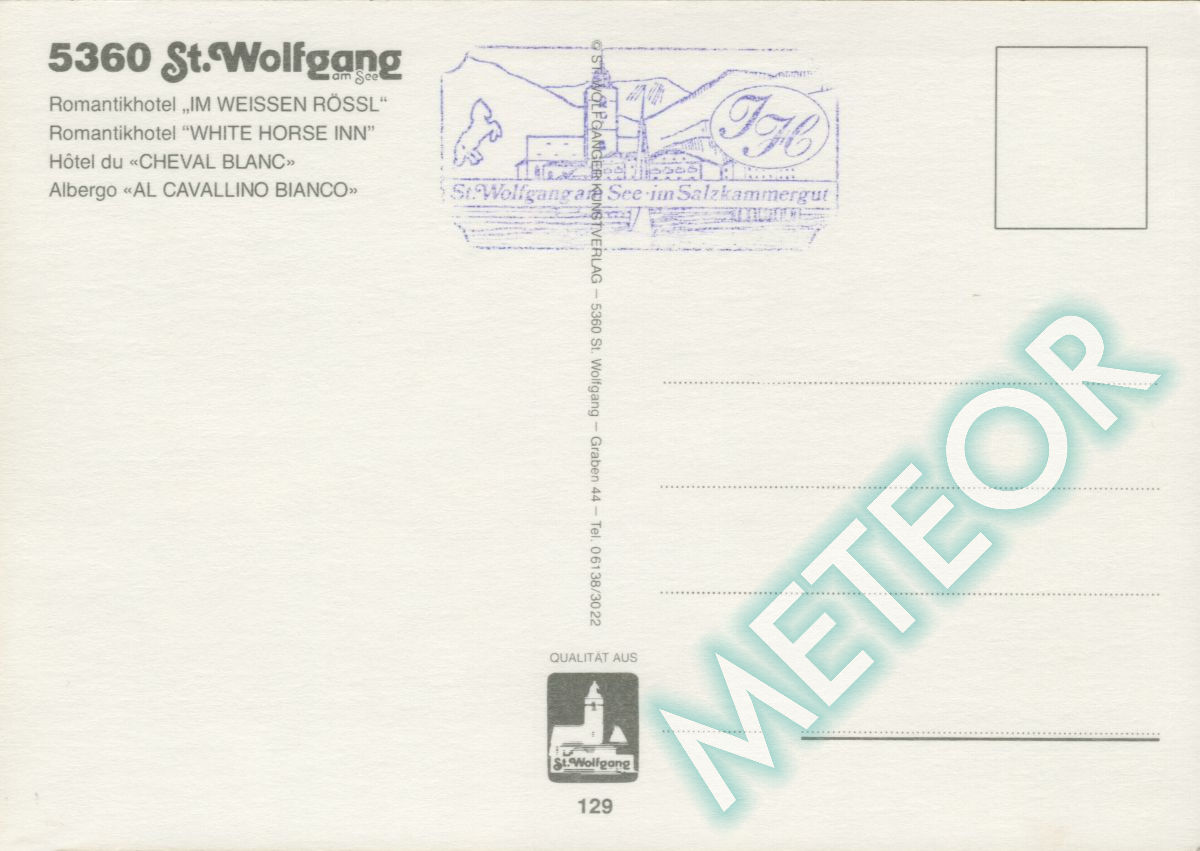 5360 St. Wolfgang
am See
Romantikhotel „IM WEISSEN RÖSSL“
Romantikhotel “WHITE HORSE INN”
Hôtel du «CHEVAL BLANC»
Albergo «AL CAVALLINO BIANCO»
JH
St. Wolfgang am See · im Salzkammergut
© ST. WOLFGANGER KUNSTVERLAG – 5360 St. Wolfgang – Graben 44 – Tel. 06138/3022
METEOR
QUALITÄT AUS
St. Wolfgang
129